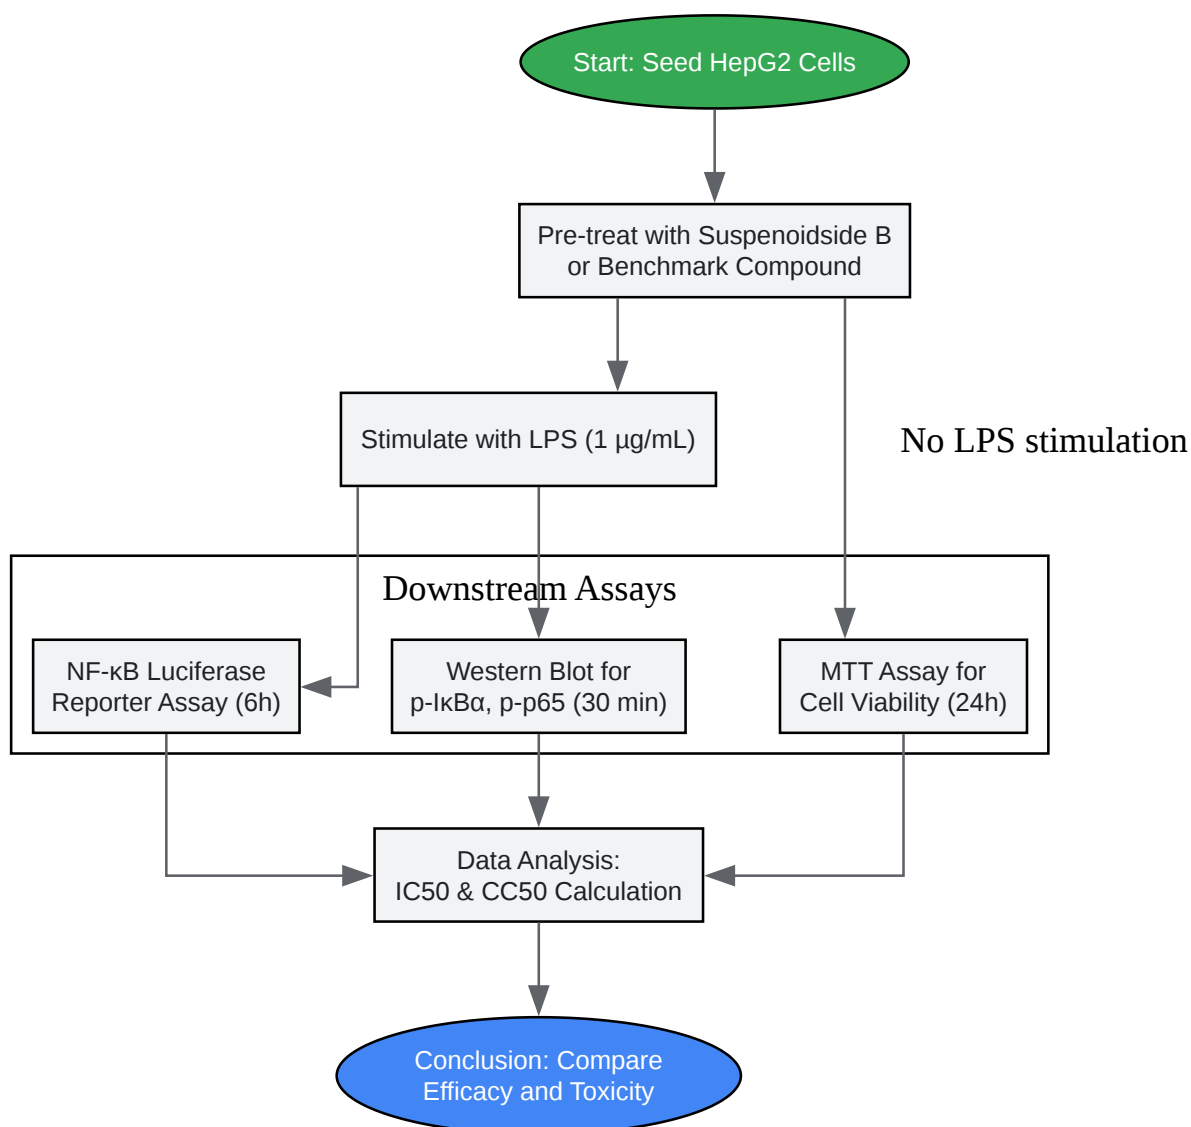 Start: Seed HepG2 Cells
Pre-treat with Suspenoidside B
or Benchmark Compound
Stimulate with LPS (1 µg/mL)
No LPS stimulation
Downstream Assays
NF-κB Luciferase
Reporter Assay (6h)
Western Blot for
p-IκBα, p-p65 (30 min)
MTT Assay for
Cell Viability (24h)
Data Analysis:
IC50 & CC50 Calculation
Conclusion: Compare
Efficacy and Toxicity